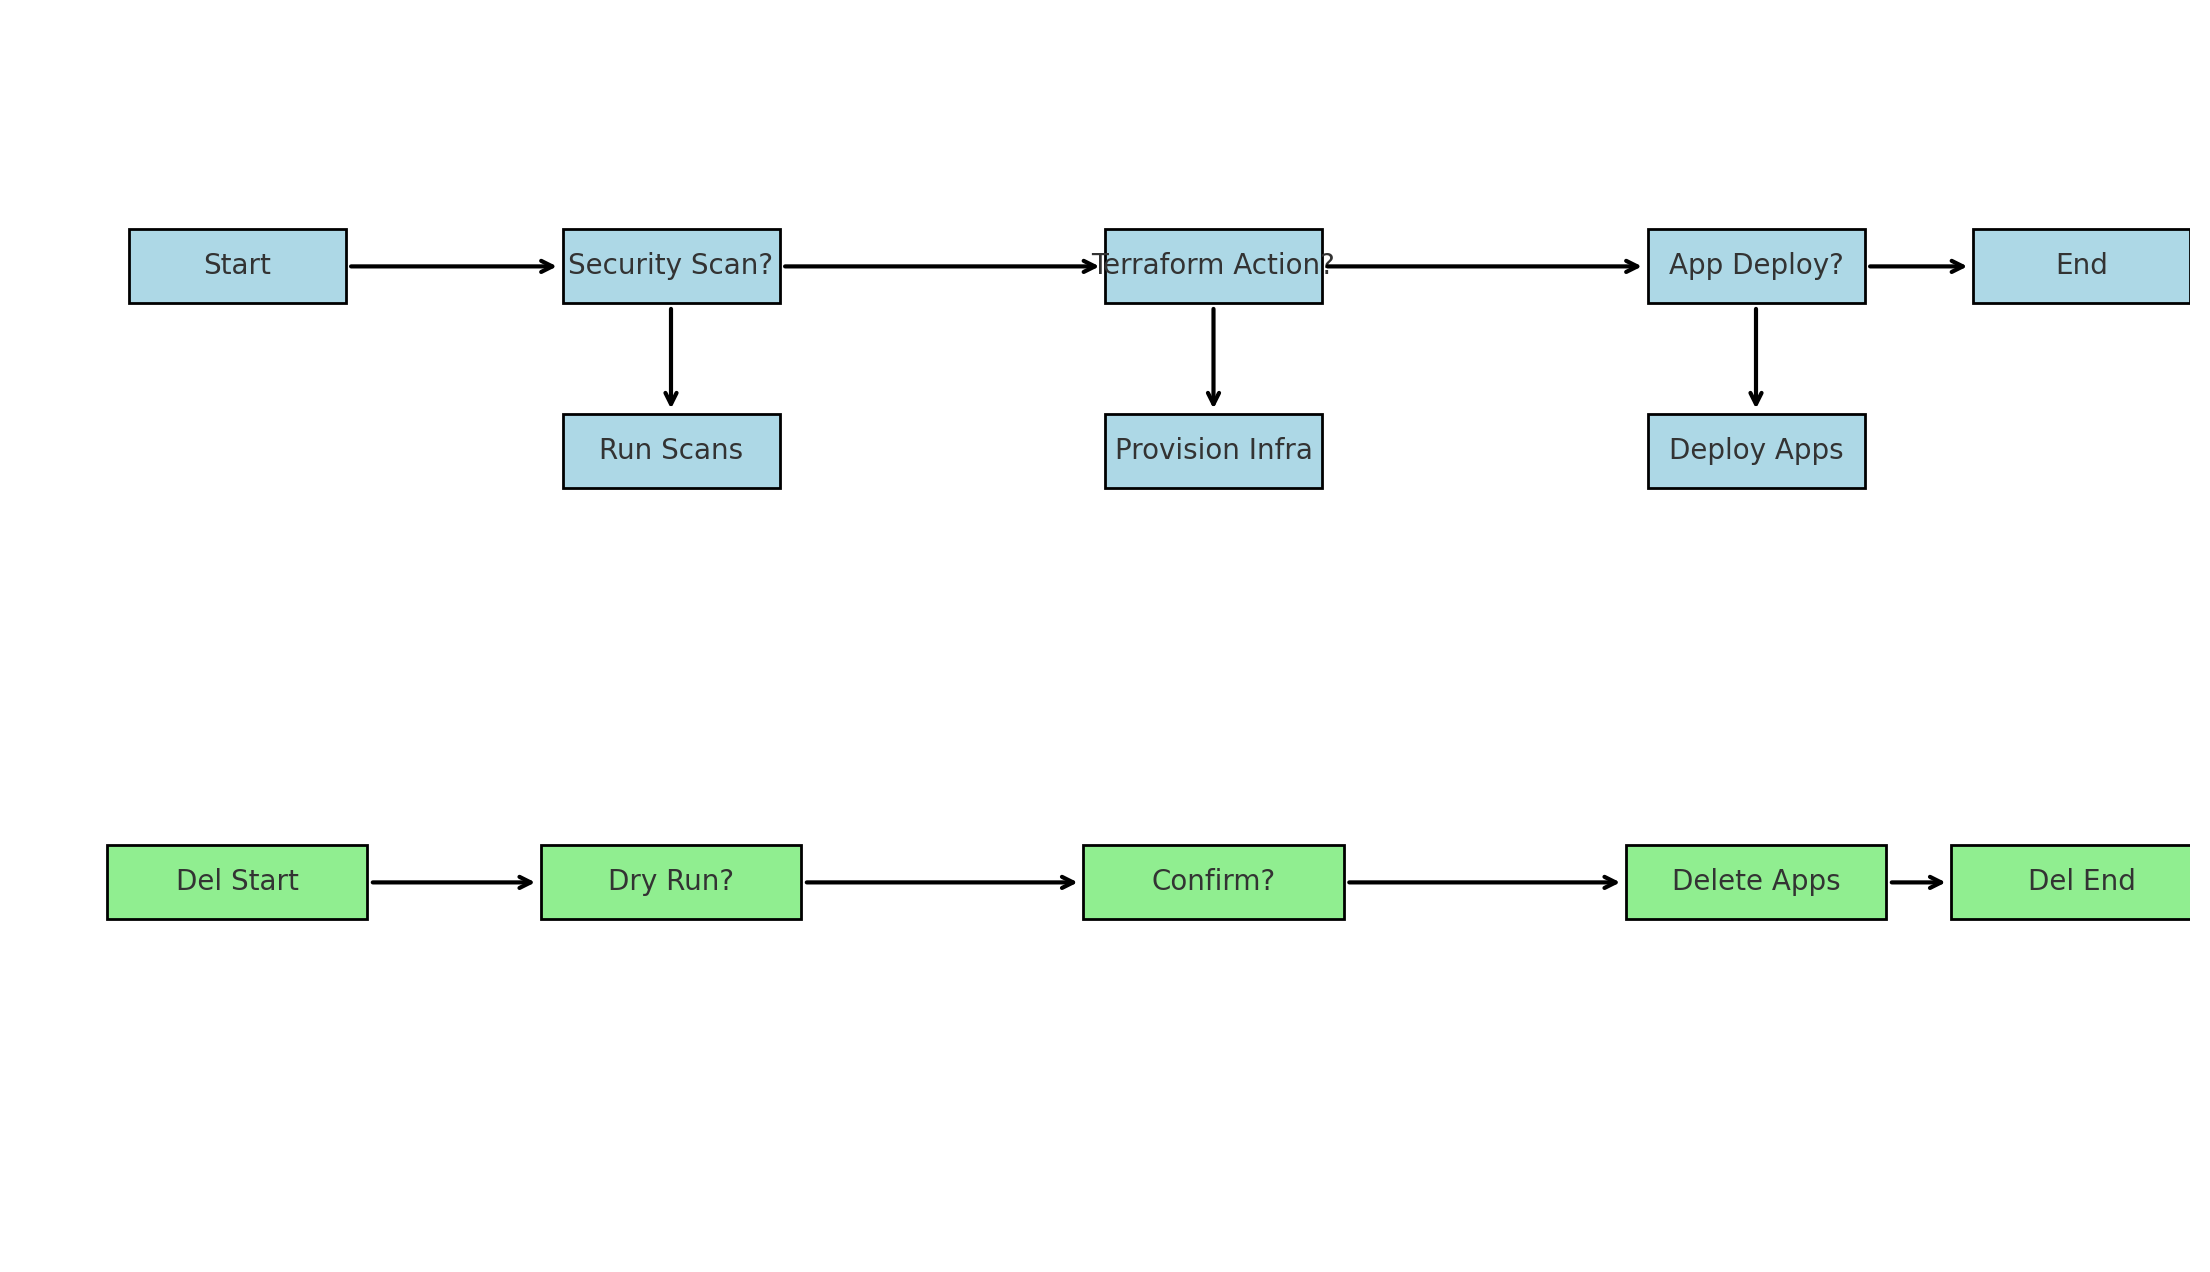 Start
Security Scan?
Terraform Action?
App Deploy?
End
Run Scans
Provision Infra
Deploy Apps
Del Start
Dry Run?
Confirm?
Delete Apps
Del End